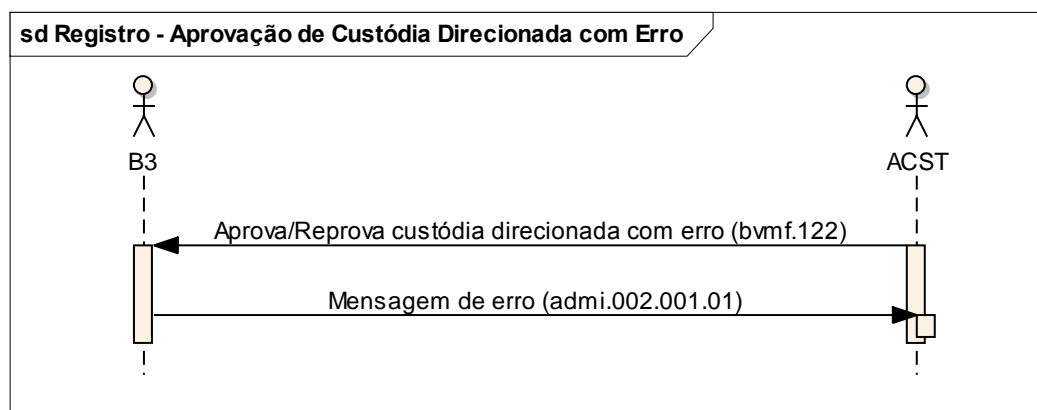 sd Registro - Aprovação de Custódia Direcionada com Erro
B3
ACST
Aprova/Reprova custódia direcionada com erro (bvmf.122)
Mensagem de erro (admi.002.001.01)